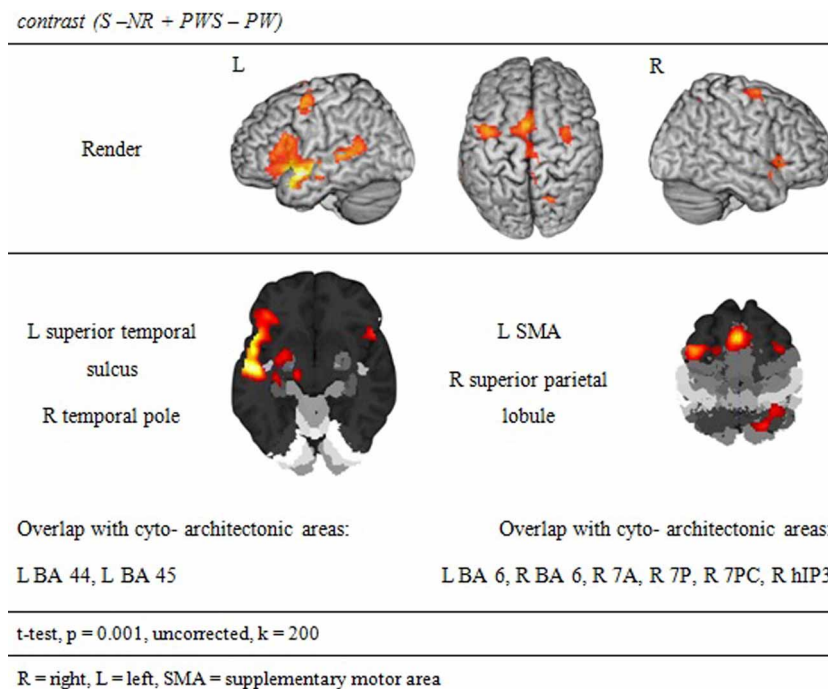 contrast (S –NR + PWS – PW)
L
R
Render
L superior temporal
sulcus
R temporal pole
L SMA
R superior parietal
lobule
Overlap with cyto- architectonic areas:
Overlap with cyto- architectonic areas:
L BA 44, L BA 45
L BA 6, R BA 6, R 7A, R 7P, R 7PC, R hIP3
t-test, p = 0.001, uncorrected, k = 200
R = right, L = left, SMA = supplementary motor area